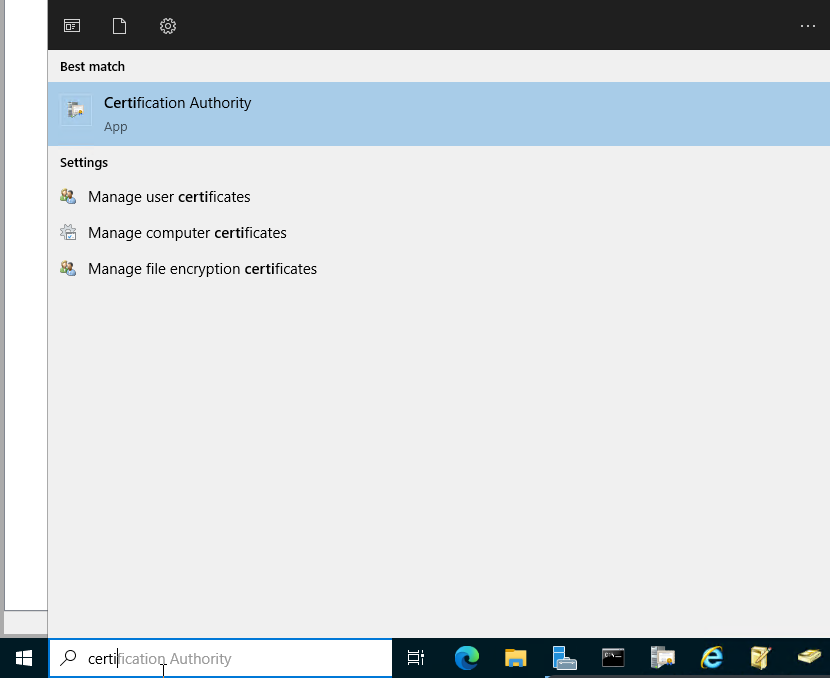 Best match
Certification Authority
App
Settings
Manage user certificates
Manage computer certificates
Manage file encryption certificates
certification Authority